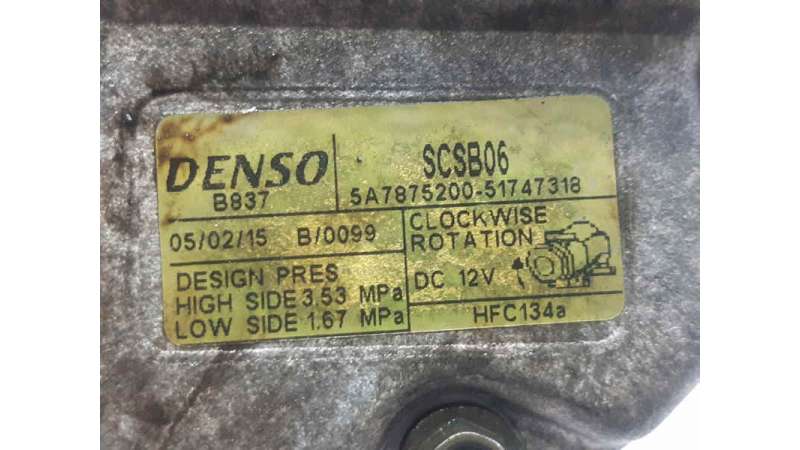 DENSO SCSB06
B937 5A7875200-51747318
05/02/15 B/0099 CLOCKWISE
ROTATION
DESIGN PRES
HIGH SIDE 3.53 MPa DC 12V
LOW SIDE 1.67 MPa HFC134a